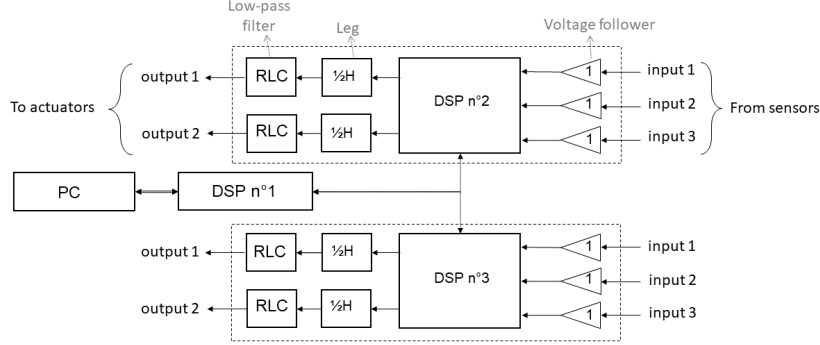 Low-pass
filter
Leg
Voltage follower
output 1
RLC
½H
DSP n°2
1
input 1
To actuators
1
input 2
From sensors
output 2
RLC
½H
1
input 3
PC
DSP n°1
output 1
RLC
½H
DSP n°3
1
input 1
1
input 2
output 2
RLC
½H
1
input 3